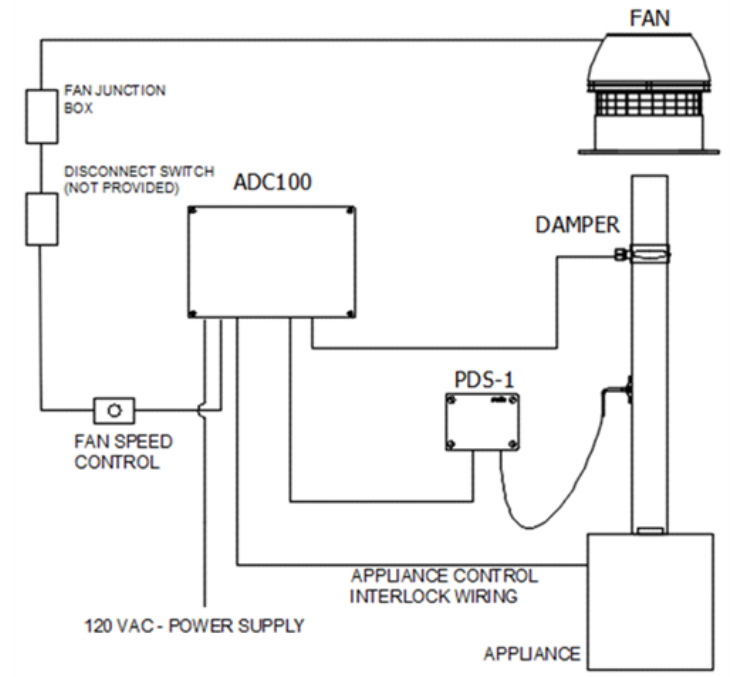 FAN
FAN JUNCTION
BOX
DISCONNECT SWITCH
(NOT PROVIDED)
ADC100
DAMPER
PDS-1
FAN SPEED
CONTROL
APPLIANCE CONTROL
INTERLOCK WIRING
120 VAC - POWER SUPPLY
APPLIANCE